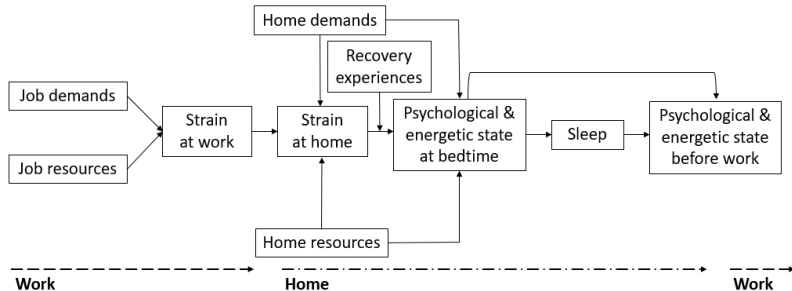 Home demands
Recovery
experiences
Job demands
Job resources
Strain
at work
Strain
at home
Psychological &
energetic state
at bedtime
Sleep
Psychological &
energetic state
before work
Home resources
Work
Home
Work